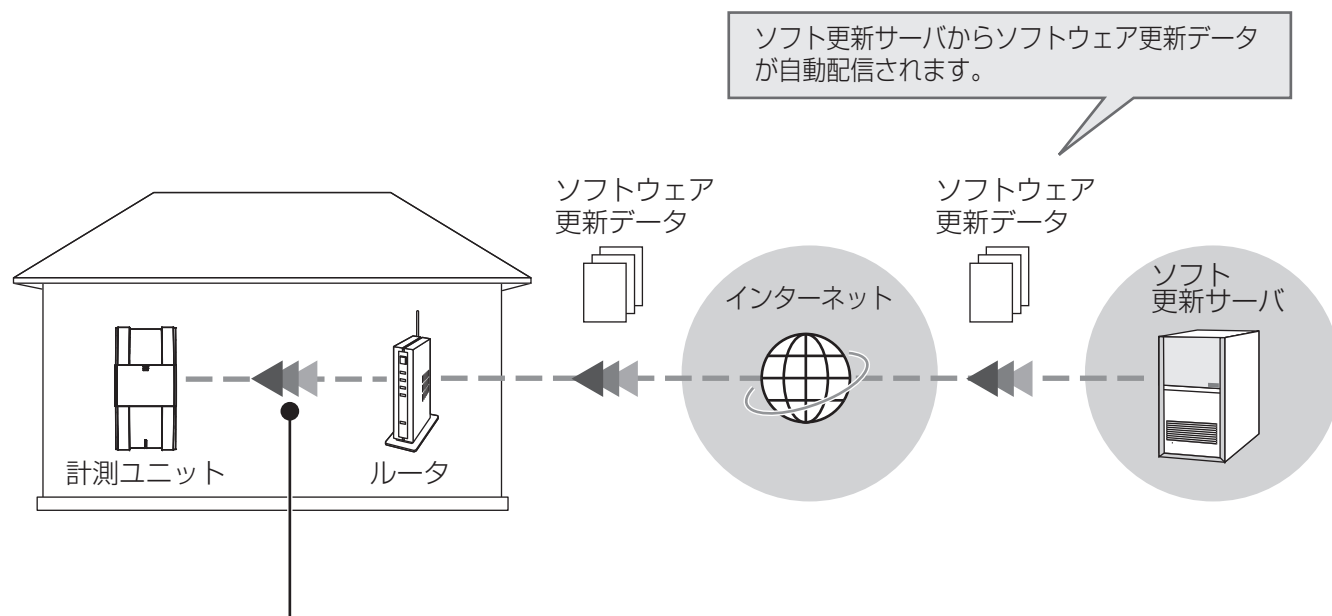 ソフト更新サーバからソフトウェア更新データ
が自動配信されます。
ソフトウェア
更新データ
ソフトウェア
更新データ
インターネット
ソフト
更新サーバ
計測ユニット
ルータ